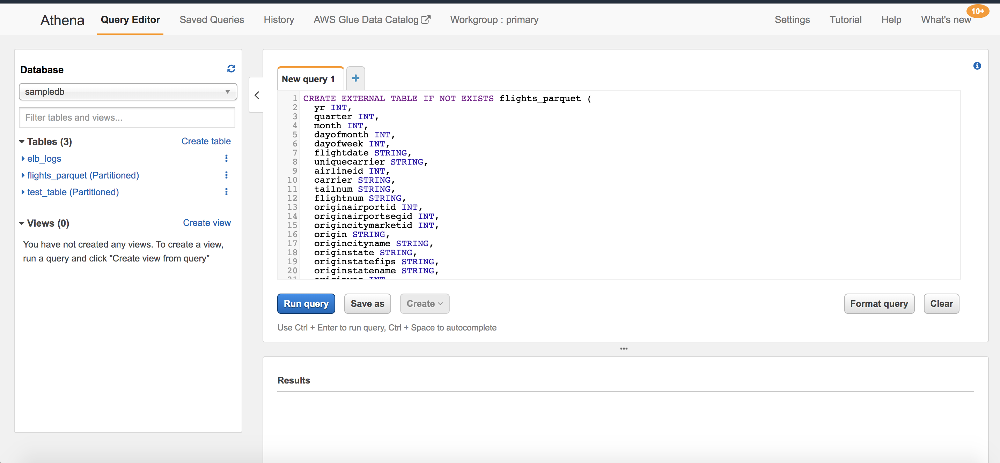 Athena Query Editor Saved Queries History AWS Glue Data Catalog Workgroup : primary Settings Tutorial Help What's new 10+
Database
sampledb
Filter tables and views...
Tables (3) Create table
elb_logs
flights_parquet (Partitioned)
test_table (Partitioned)
Views (0) Create view
You have not created any views. To create a view,
run a query and click "Create view from query"
New query 1
1 CREATE EXTERNAL TABLE IF NOT EXISTS flights_parquet (
2 yr INT,
3 quarter INT,
4 month INT,
5 dayofmonth INT,
6 dayofweek INT,
7 flightdate STRING,
8 uniquecarrier STRING,
9 airlineid INT,
10 carrier STRING,
11 tailnum STRING,
12 flightnum STRING,
13 originairportid INT,
14 originairportseqid INT,
15 origincitymarketid INT,
16 origin STRING,
17 origincityname STRING,
18 originstate STRING,
19 originstatefips STRING,
20 originstatename STRING,
Run query Save as Create Format query Clear
Use Ctrl + Enter to run query, Ctrl + Space to autocomplete
Results